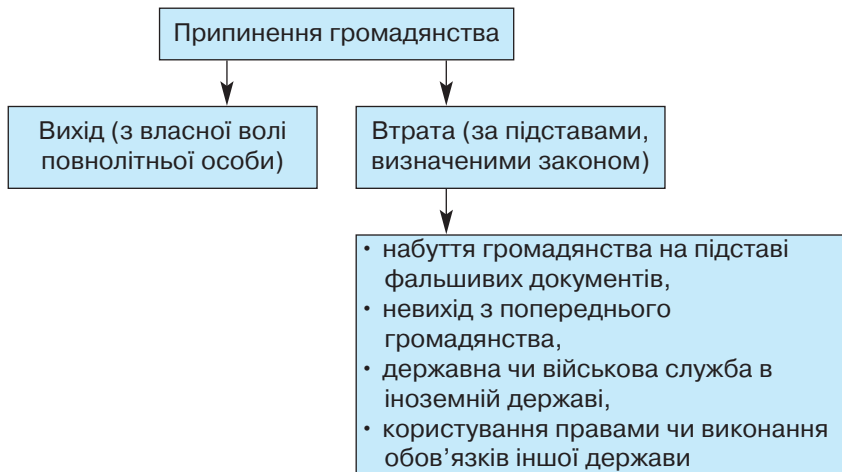 Припинення громадянства
Вихід (з власної волі
повнолітньої особи)
Втрата (за підставами,
визначеними законом)
• набуття громадянства на підставі
фальшивих документів,
• невихід з попереднього
громадянства,
• державна чи військова служба в
іноземній державі,
• користування правами чи виконання
обов’язків іншої держави